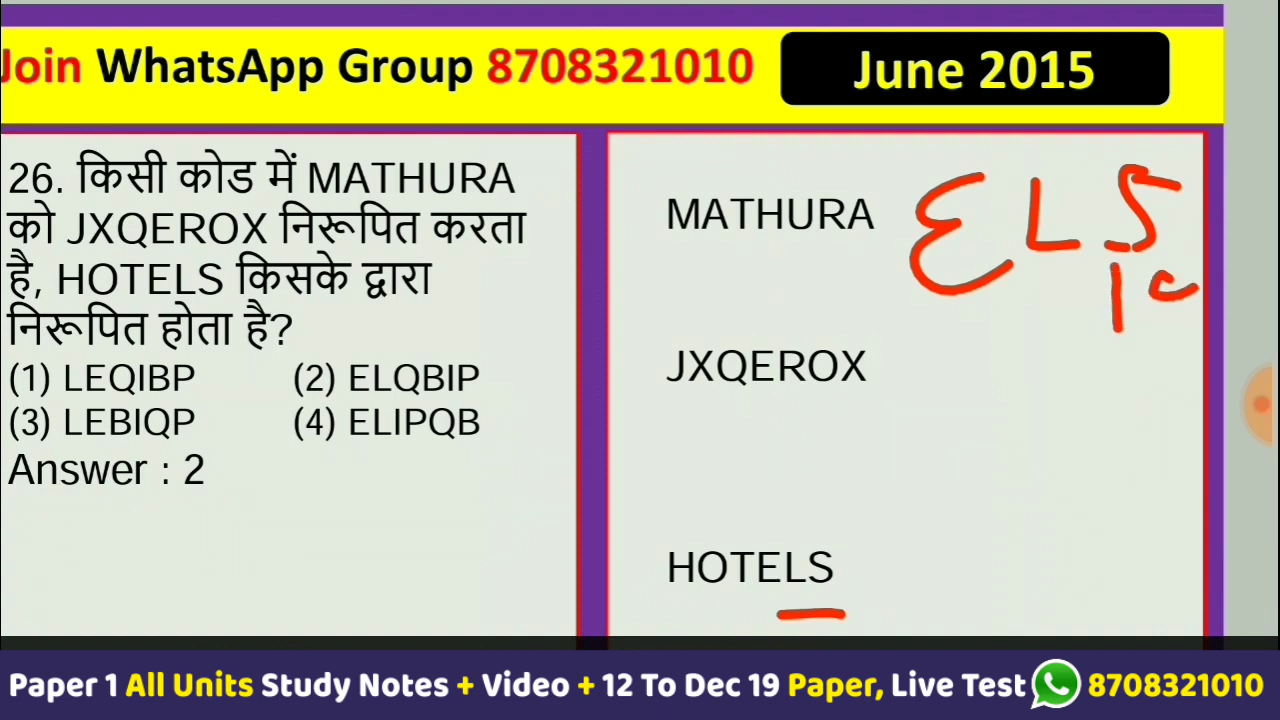 Join WhatsApp Group 8708321010
June 2015
26. किसी कोड में MATHURA
को JXQEROX निरूपित करता
है, HOTELS किसके द्वारा
निरूपित होता है?
(1) LEQIBP (2) ELQBIP
(3) LEBIQP (4) ELIPQB
Answer : 2
MATHURA
ELS
JXQEROX
HOTELS
Paper 1 All Units Study Notes + Video + 12 To Dec 19 Paper, Live Test 8708321010